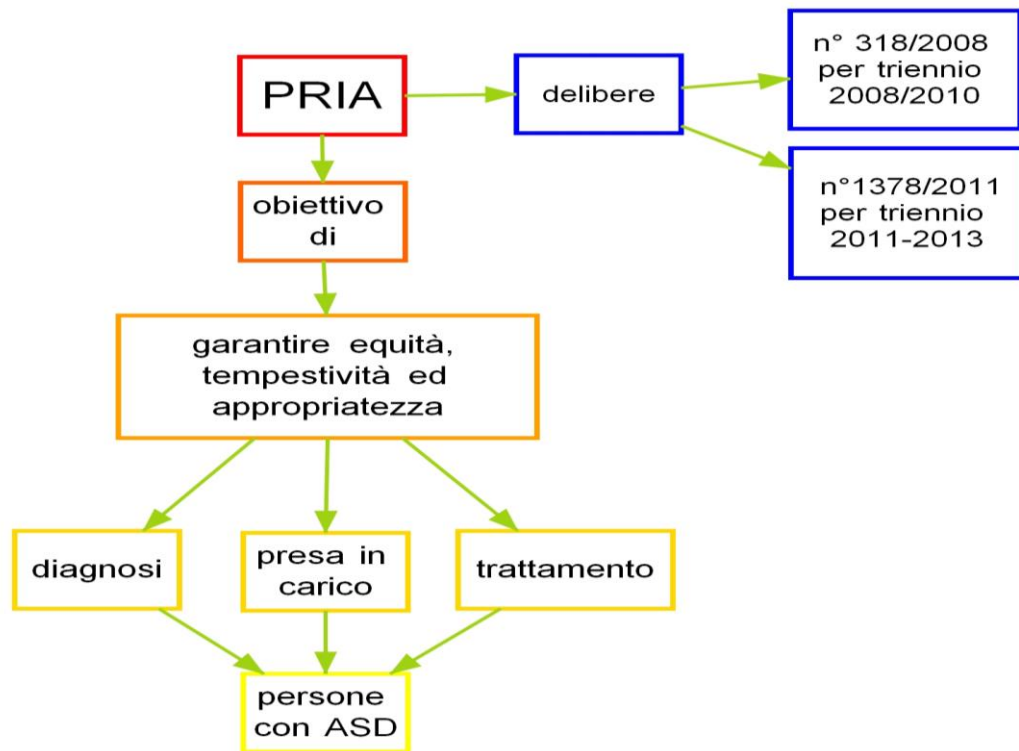 PRIA
delibere
n° 318/2008
per triennio
2008/2010
n°1378/2011
per triennio
2011-2013
obiettivo
di
garantire equità,
tempestività ed
appropriatezza
diagnosi
presa in
carico
trattamento
persone
con ASD